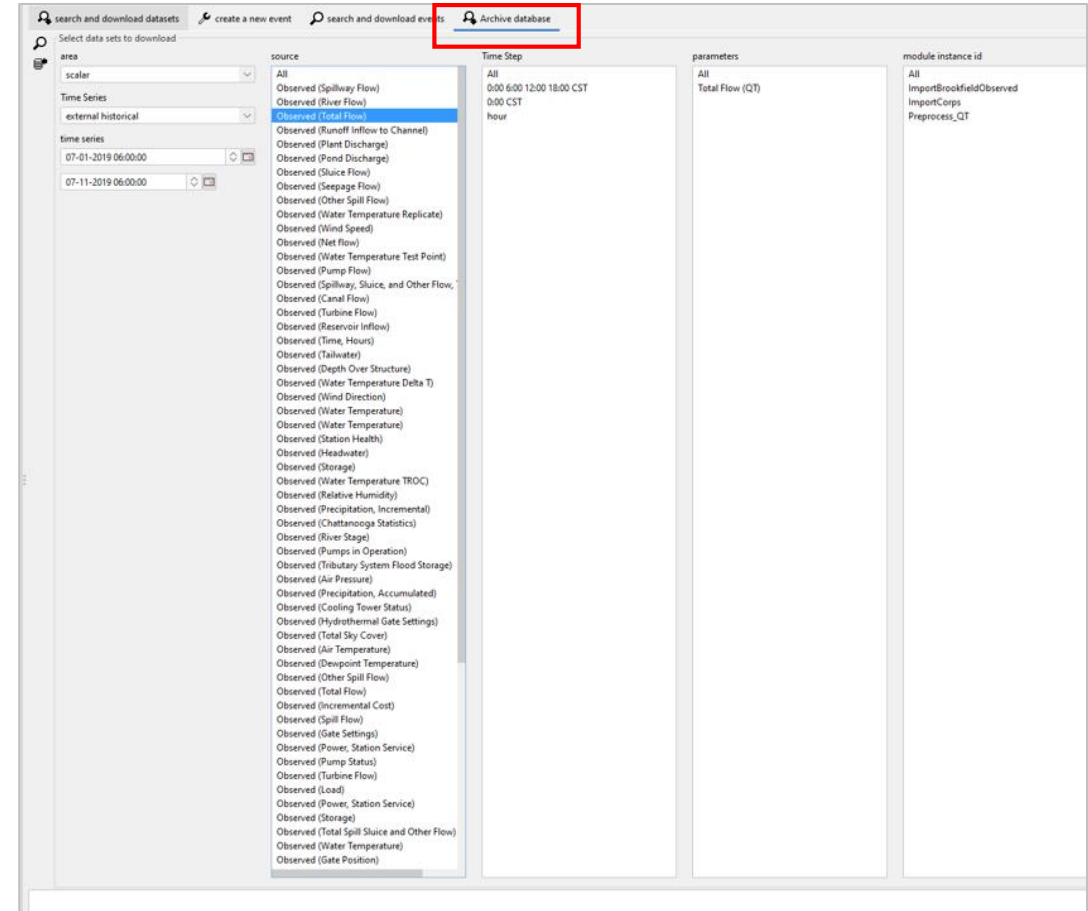 search and download datasets create a new event search and download events Archive database
Select data sets to download
area
scalar
Time Series
external historical
time series
07-01-2019 06:00:00
07-11-2019 06:00:00
source
All
Observed (Spillway Flow)
Observed (River Flow)
Observed (Total Flow)
Observed (Runoff Inflow to Channel)
Observed (Plant Discharge)
Observed (Pond Discharge)
Observed (Sluice Flow)
Observed (Seepage Flow)
Observed (Other Spill Flow)
Observed (Water Temperature Replicate)
Observed (Wind Speed)
Observed (Net flow)
Observed (Water Temperature Test Point)
Observed (Pump Flow)
Observed (Spillway, Sluice, and Other Flow,
Observed (Canal Flow)
Observed (Turbine Flow)
Observed (Reservoir Inflow)
Observed (Time, Hours)
Observed (Tailwater)
Observed (Depth Over Structure)
Observed (Water Temperature Delta T)
Observed (Wind Direction)
Observed (Water Temperature)
Observed (Water Temperature)
Observed (Station Health)
Observed (Headwater)
Observed (Storage)
Observed (Water Temperature TROC)
Observed (Relative Humidity)
Observed (Precipitation, Incremental)
Observed (Chattanooga Statistics)
Observed (River Stage)
Observed (Pumps in Operation)
Observed (Tributary System Flood Storage)
Observed (Air Pressure)
Observed (Precipitation, Accumulated)
Observed (Cooling Tower Status)
Observed (Hydrothermal Gate Settings)
Observed (Total Sky Cover)
Observed (Air Temperature)
Observed (Dewpoint Temperature)
Observed (Other Spill Flow)
Observed (Total Flow)
Observed (Incremental Cost)
Observed (Spill Flow)
Observed (Gate Settings)
Observed (Power, Station Service)
Observed (Pump Status)
Observed (Turbine Flow)
Observed (Load)
Observed (Power, Station Service)
Observed (Storage)
Observed (Total Spill Sluice and Other Flow)
Observed (Water Temperature)
Observed (Gate Position)
Time Step
All
0:00 6:00 12:00 18:00 CST
0:00 CST
hour
parameters
All
Total Flow (QT)
module instance id
All
ImportBrookfieldObserved
ImportCorps
Preprocess_QT